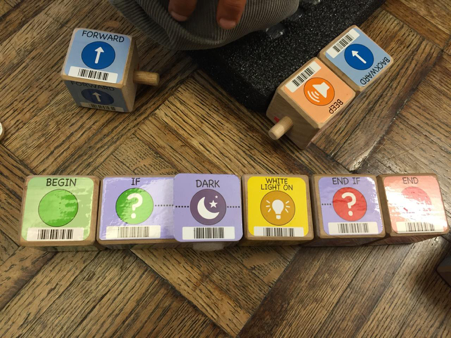 FORWARD
BACKWARD
BEEP
BEGIN
IF
DARK
WHITE
LIGHT ON
END IF
END